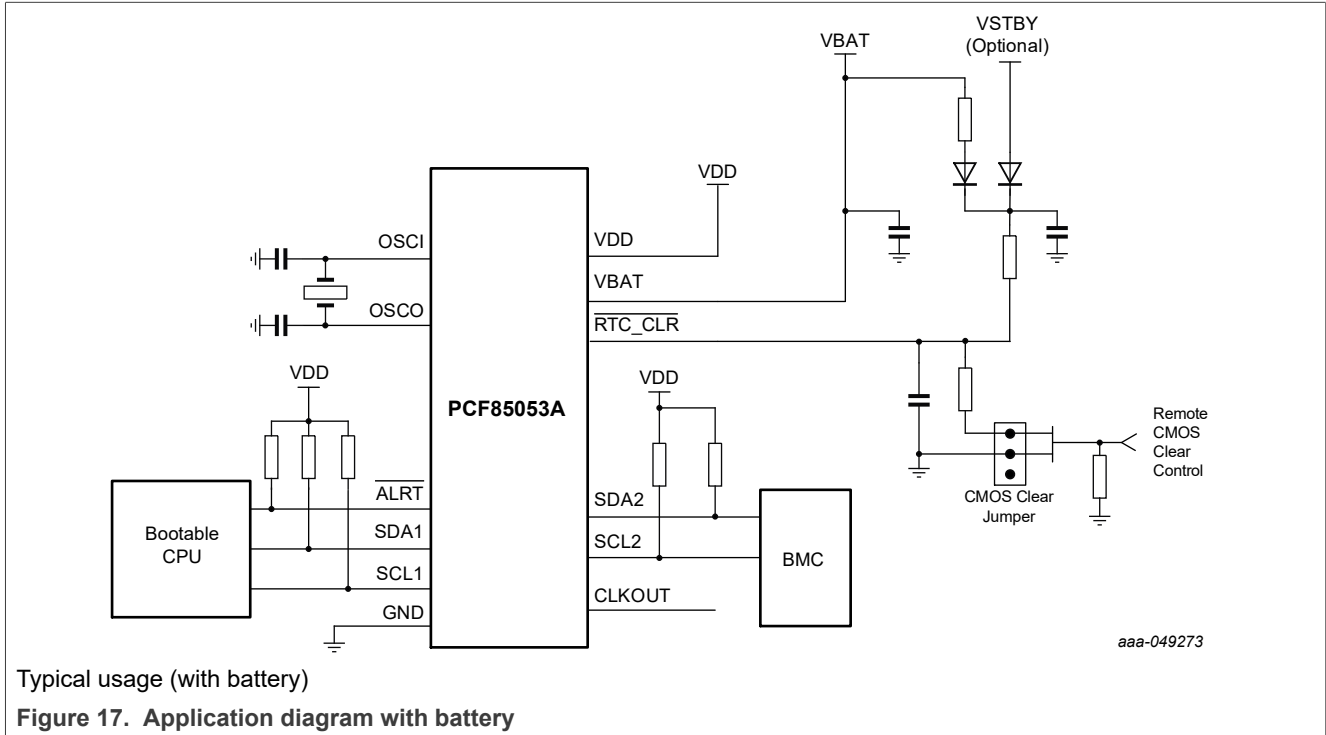 VSTBY
(Optional)
VBAT
VDD
OSCI
VDD
VBAT
OSCO
RTC_CLR
VDD
VDD
PCF85053A
Remote
CMOS
Clear
Control
ALRT
SDA2
CMOS Clear
Jumper
Bootable
CPU
SDA1
SCL2
BMC
SCL1
CLKOUT
GND
aaa-049273
Typical usage (with battery)
Figure 17. Application diagram with battery